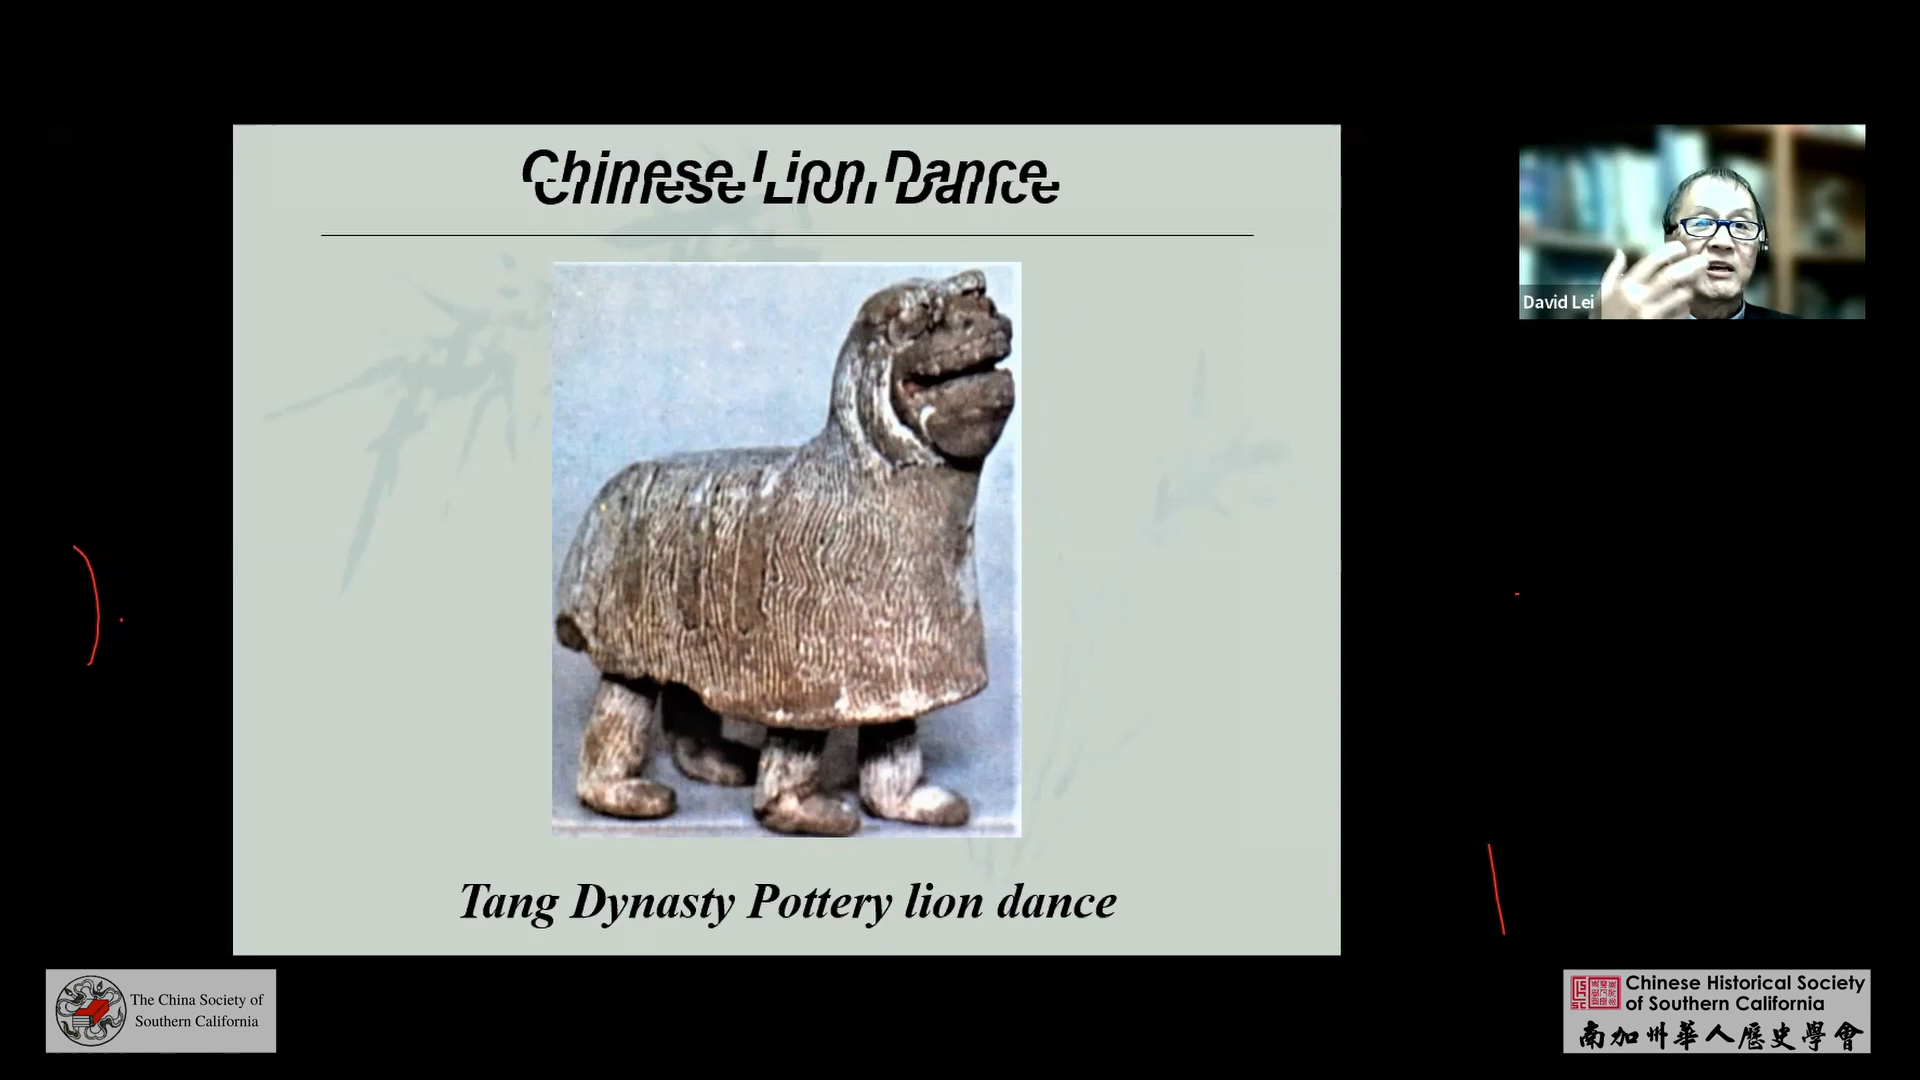 Chinese Lion Dance
Tang Dynasty Pottery lion dance
David Lei
The China Society of
Southern California
Chinese Historical Society
of Southern California
南加州華人歷史學會